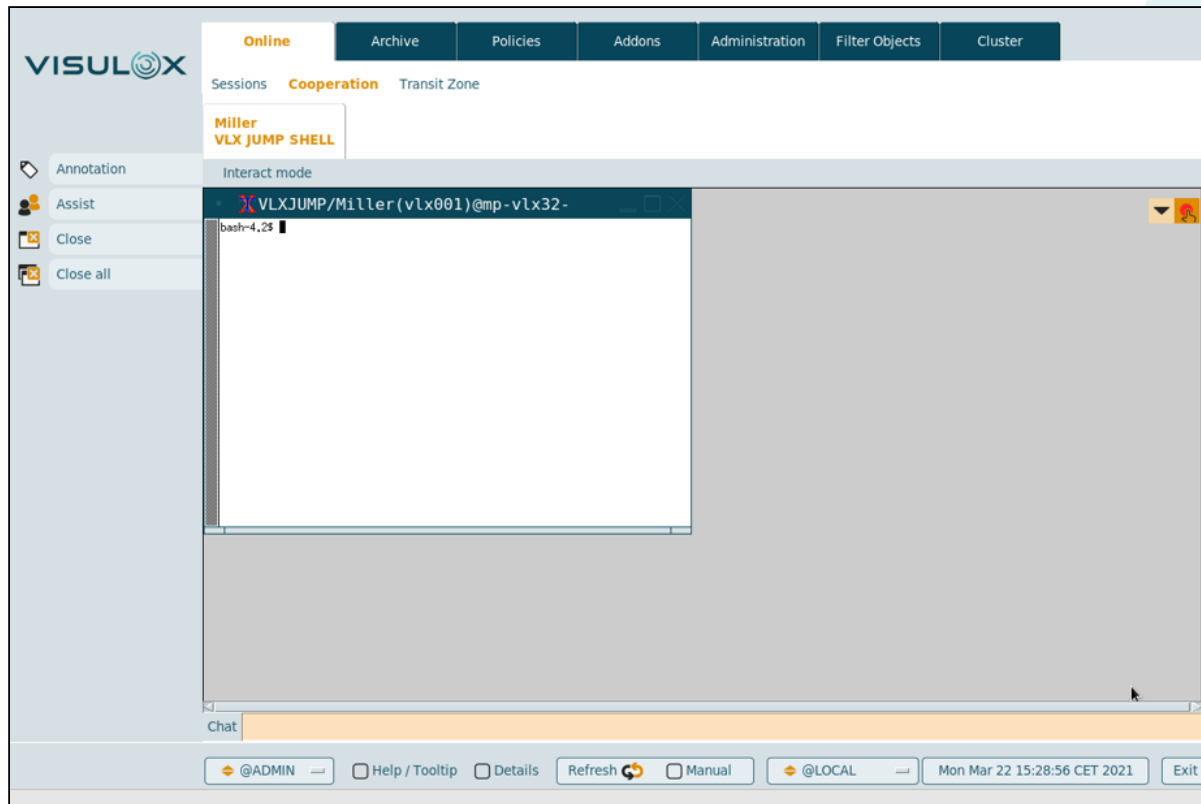 VISULOX
Online Archive Policies Addons Administration Filter Objects Cluster
Sessions Cooperation Transit Zone
Miller
VLX JUMP SHELL
Annotation
Assist
Close
Close all
Interact mode
VLXJUMP/Miller(vlx001)@mp-vlx32-
bash-4.2$
Chat
@ADMIN Help / Tooltip Details Refresh Manual @LOCAL Mon Mar 22 15:28:56 CET 2021 Exit